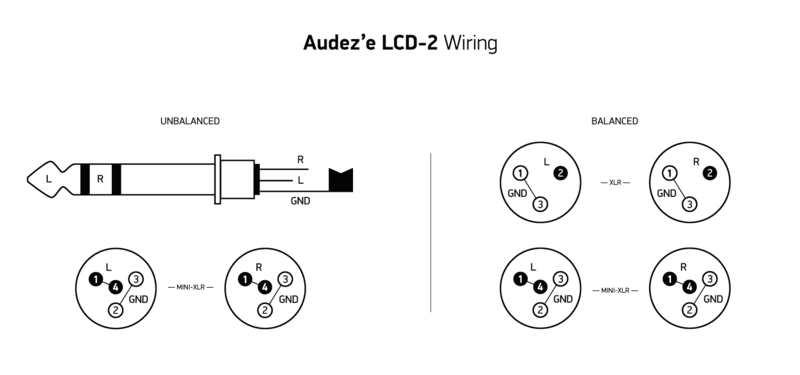 Audez'e LCD-2 Wiring
UNBALANCED
L
R
R
L
GND
L
1
4
3
2
GND
MINI-XLR
R
1
4
3
2
GND
BALANCED
L
1
2
GND
3
XLR
R
1
2
GND
3
L
1
4
3
2
GND
MINI-XLR
R
1
4
3
2
GND